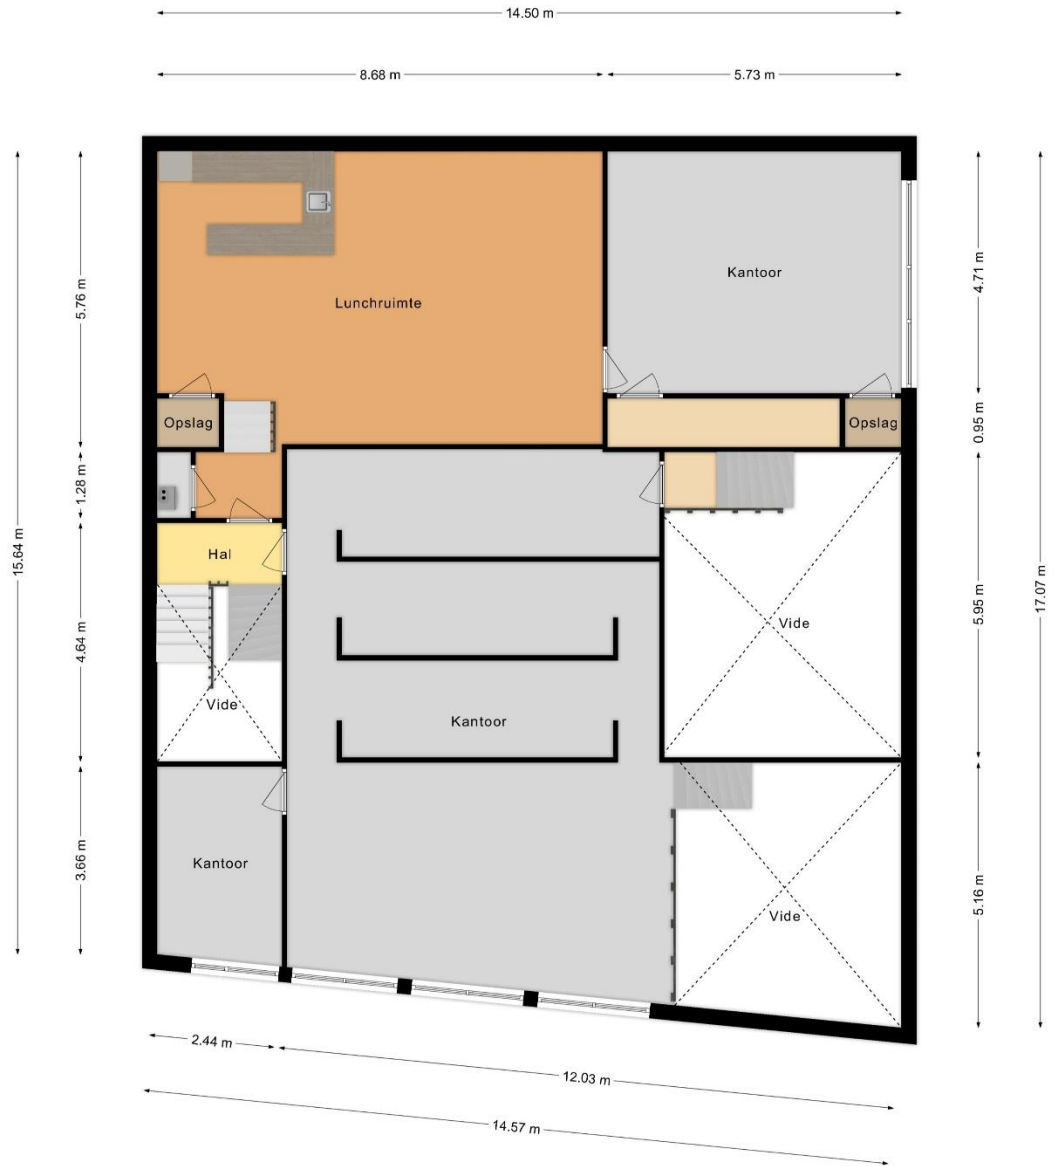 14.50 m
8.68 m
5.73 m
Kantoor
4.71 m
5.76 m
Lunchruimte
Opslag
Opslag
0.95 m
1.28 m
Hal
15.64 m
17.07 m
5.95 m
Vide
4.64 m
Vide
Kantoor
Kantoor
3.66 m
5.16 m
Vide
2.44 m
12.03 m
14.57 m